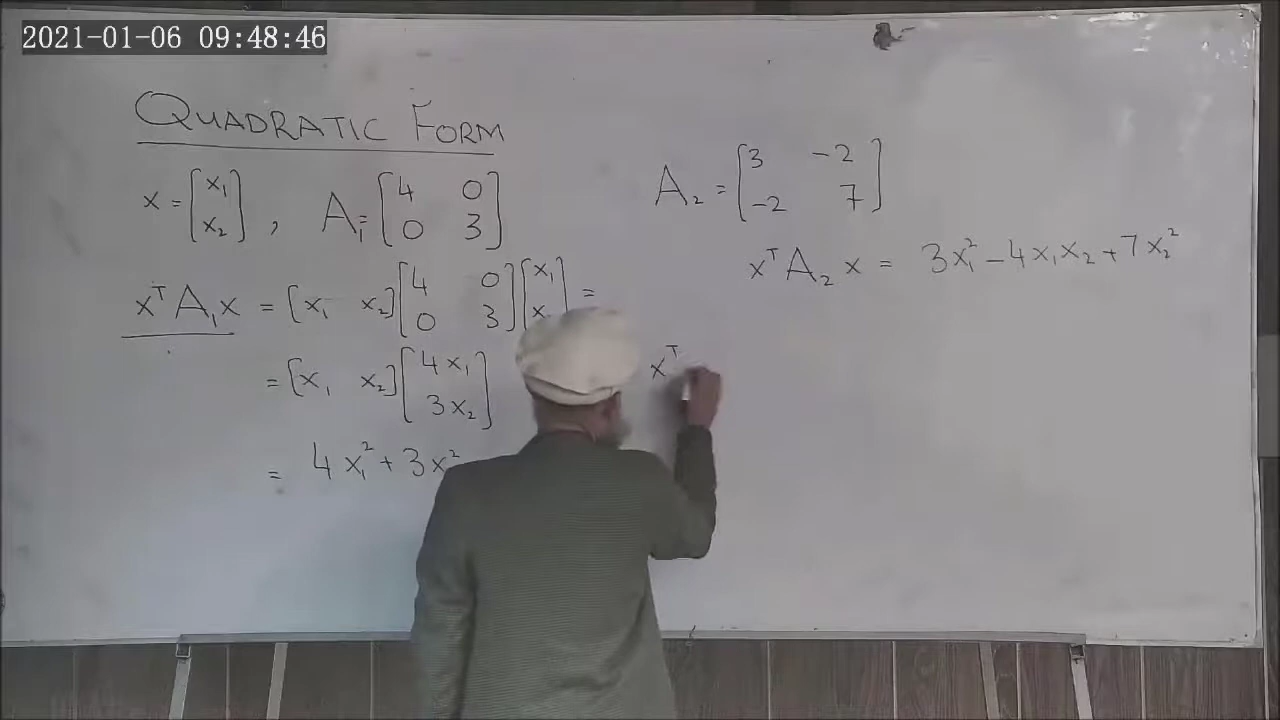 2021-01-06 09:48:46
QUADRATIC FORM
x = [x₁ x₂], A₁ = [4 0
0 3]
xᵀA₁x = [x₁ x₂][4 0
0 3][x₁ x =
= [x₁ x₂][4x₁
3x₂]
= 4x₁² + 3x²
A₂ = [3 -2
-2 7]
xᵀA₂x = 3x₁² - 4x₁x₂ + 7x₂²
xᵀ